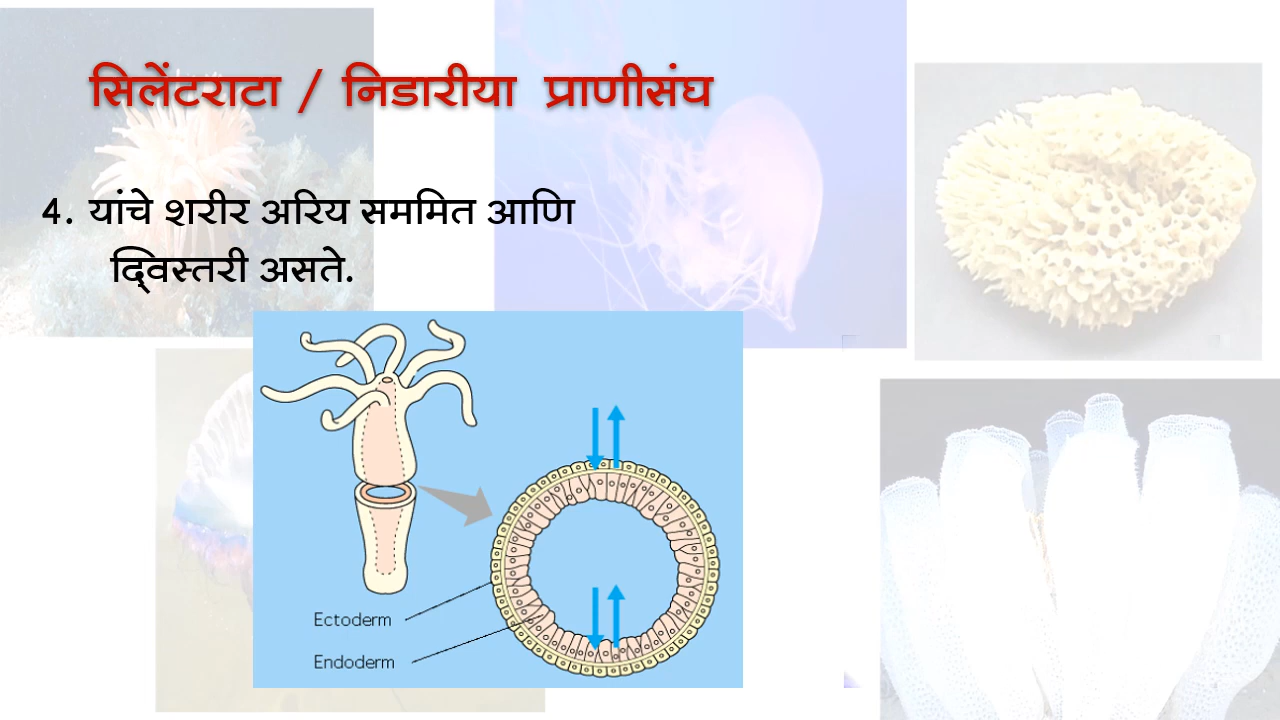 सिलेंटराटा / निडारीया प्राणीसंघ
4. यांचे शरीर अरिय सममित आणि
द्विस्तरी असते.
Ectoderm
Endoderm